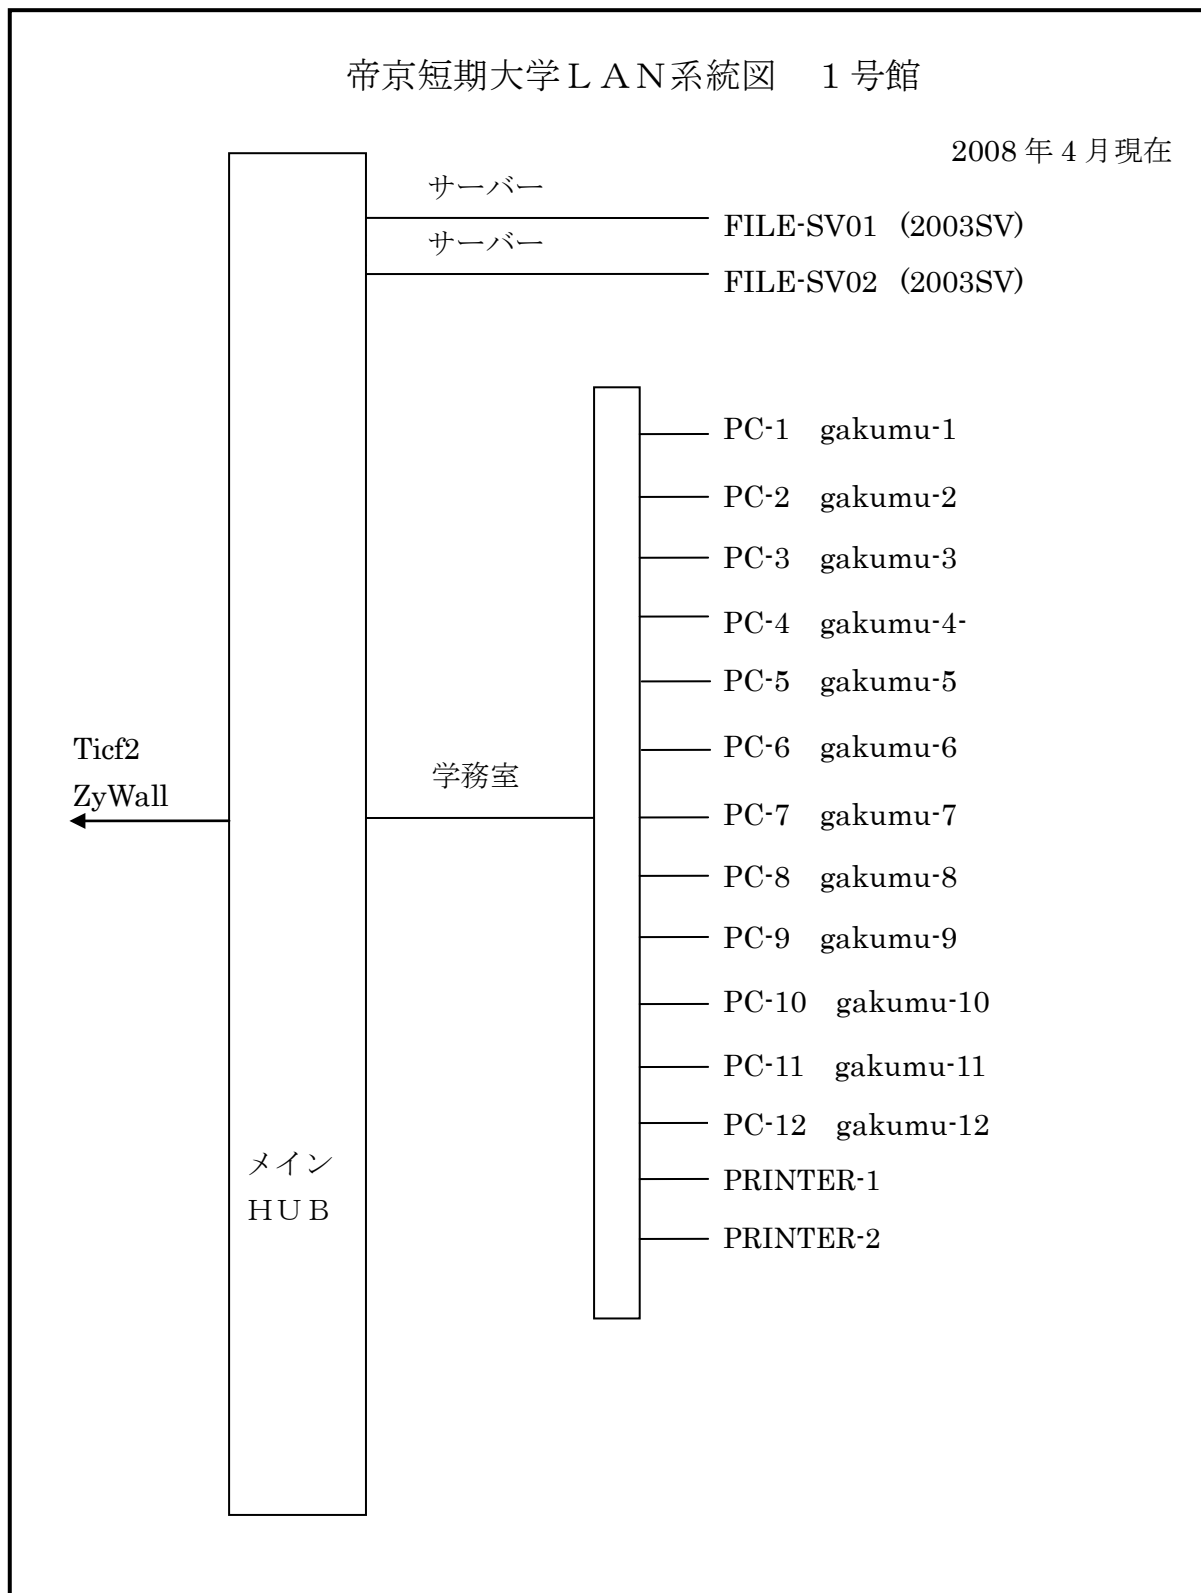 帝京短期大学ＬＡＮ系統図　１号館
2008 年 4 月現在
サーバー
FILE-SV01 (2003SV)
サーバー
FILE-SV02 (2003SV)
PC-1　gakumu-1
PC-2　gakumu-2
PC-3　gakumu-3
PC-4　gakumu-4-
PC-5　gakumu-5
PC-6　gakumu-6
Ticf2
ZyWall
学務室
PC-7　gakumu-7
PC-8　gakumu-8
PC-9　gakumu-9
PC-10　gakumu-10
PC-11　gakumu-11
PC-12　gakumu-12
PRINTER-1
PRINTER-2
メイン
ＨＵＢ